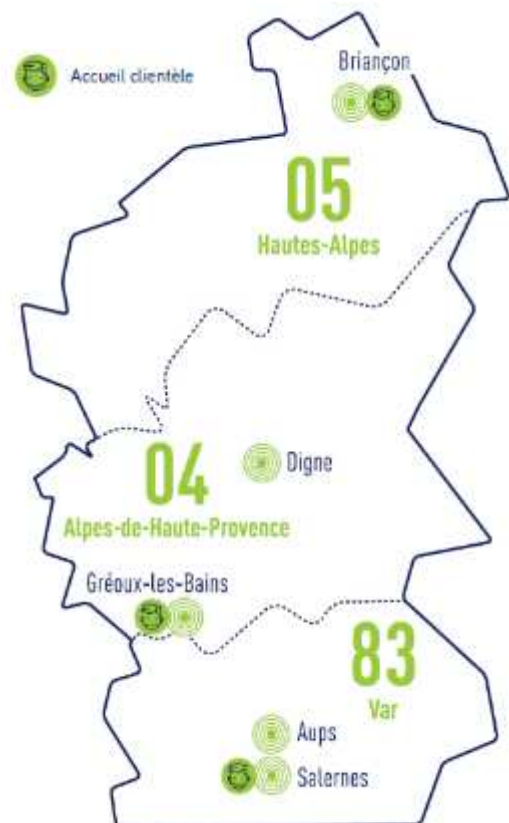 Accueil clientèle
Briançon
05
Hautes-Alpes
04
Alpes-de-Haute-Provence
Digne
Gréoux-les-Bains
83
Var
Aups
Salernes